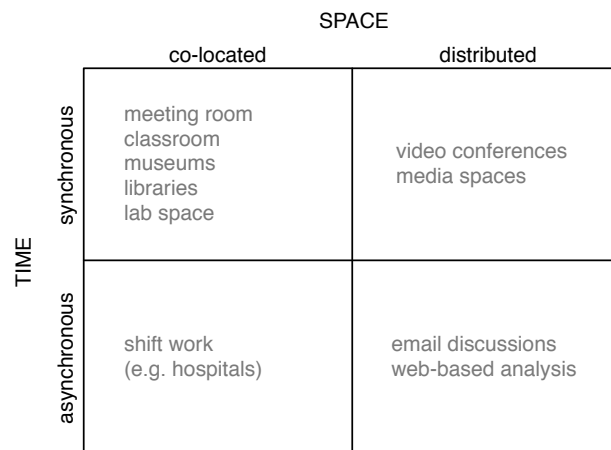 SPACE
co-located
distributed
TIME
synchronous
meeting room
classroom
museums
libraries
lab space
video conferences
media spaces
asynchronous
shift work
(e.g. hospitals)
email discussions
web-based analysis